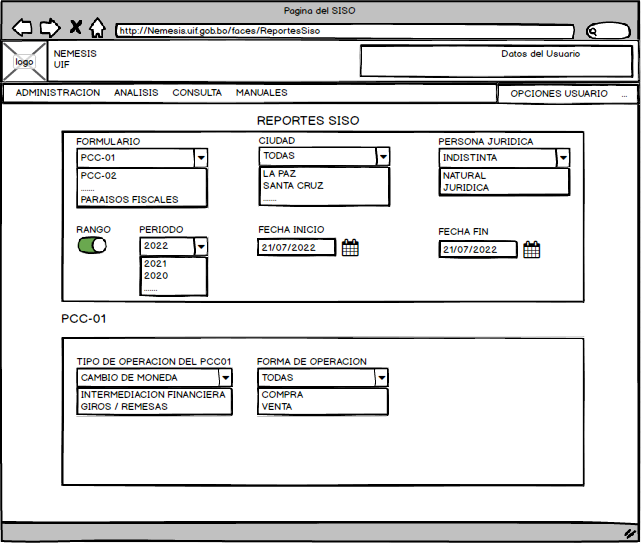 Pagina del SISO
http://Nemesis.uif.gob.bo/faces/ReportesSiso
logo
NEMESIS
UIF
Datos del Usuario
ADMINISTRACION ANALISIS CONSULTA MANUALES OPCIONES USUARIO ...
REPORTES SISO
FORMULARIO
PCC-01
PCC-02
.......
PARAISOS FISCALES
CIUDAD
TODAS
LA PAZ
SANTA CRUZ
.......
PERSONA JURIDICA
INDISTINTA
NATURAL
JURIDICA
RANGO
PERIODO
2022
2021
2020
.......
FECHA INICIO
21/07/2022
FECHA FIN
21/07/2022
PCC-01
TIPO DE OPERACION DEL PCC01
CAMBIO DE MONEDA
INTERMEDIACION FINANCIERA
GIROS / REMESAS
FORMA DE OPERACION
TODAS
COMPRA
VENTA